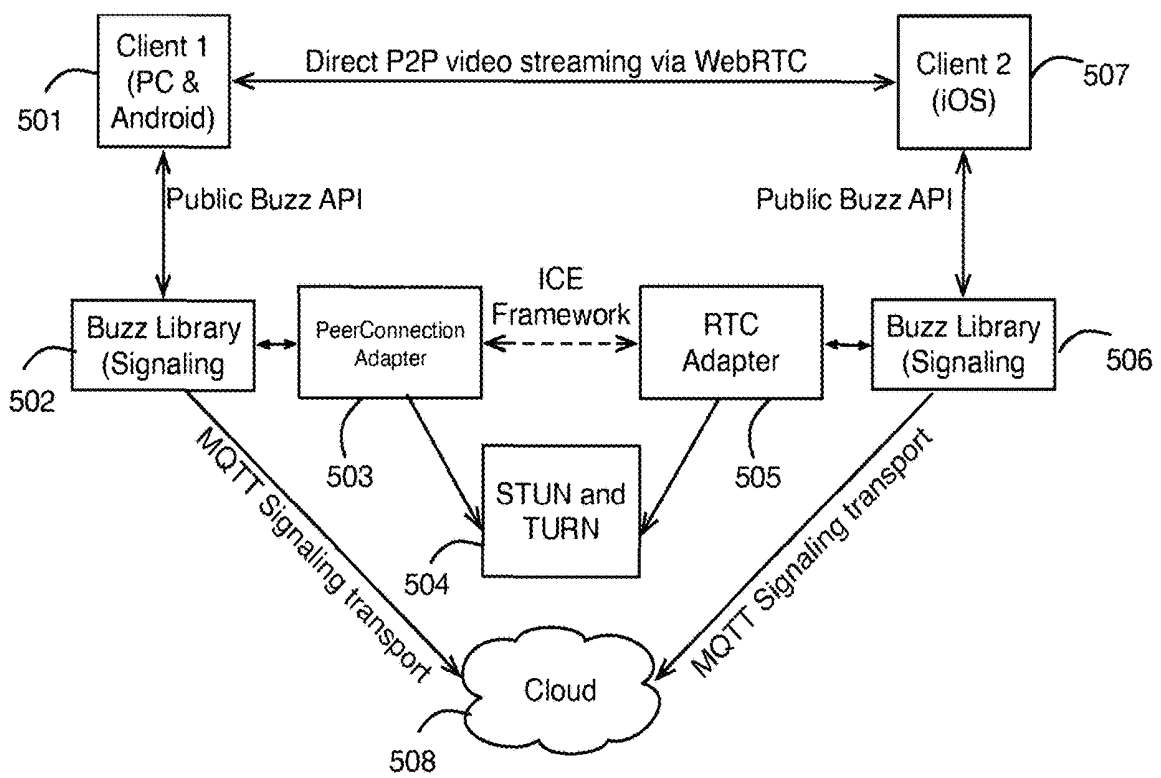 Client 1
(PC &
Android)
501
Direct P2P video streaming via WebRTC
Client 2
(iOS)
507
Public Buzz API
Public Buzz API
Buzz Library
(Signaling
502
PeerConnection
Adapter
503
ICE
Framework
RTC
Adapter
505
Buzz Library
(Signaling
506
STUN and
TURN
504
MQTT Signaling transport
MQTT Signaling transport
Cloud
508